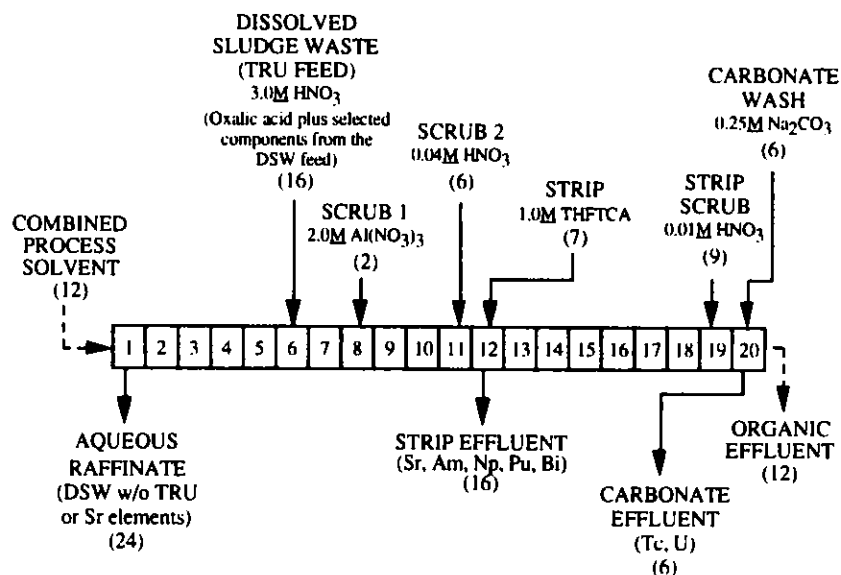 DISSOLVED
SLUDGE WASTE
(TRU FEED)
3.0M HNO3
(Oxalic acid plus selected
components from the
DSW feed)
(16)
SCRUB 1
2.0M Al(NO3)3
(2)
SCRUB 2
0.04M HNO3
(6)
STRIP
1.0M THFTCA
(7)
STRIP
SCRUB
0.01M HNO3
(9)
CARBONATE
WASH
0.25M Na2CO3
(6)
COMBINED
PROCESS
SOLVENT
(12)
1 2 3 4 5 6 7 8 9 10 11 12 13 14 15 16 17 18 19 20
AQUEOUS
RAFFINATE
(DSW w/o TRU
or Sr elements)
(24)
STRIP EFFLUENT
(Sr, Am, Np, Pu, Bi)
(16)
CARBONATE
EFFLUENT
(Tc, U)
(6)
ORGANIC
EFFLUENT
(12)